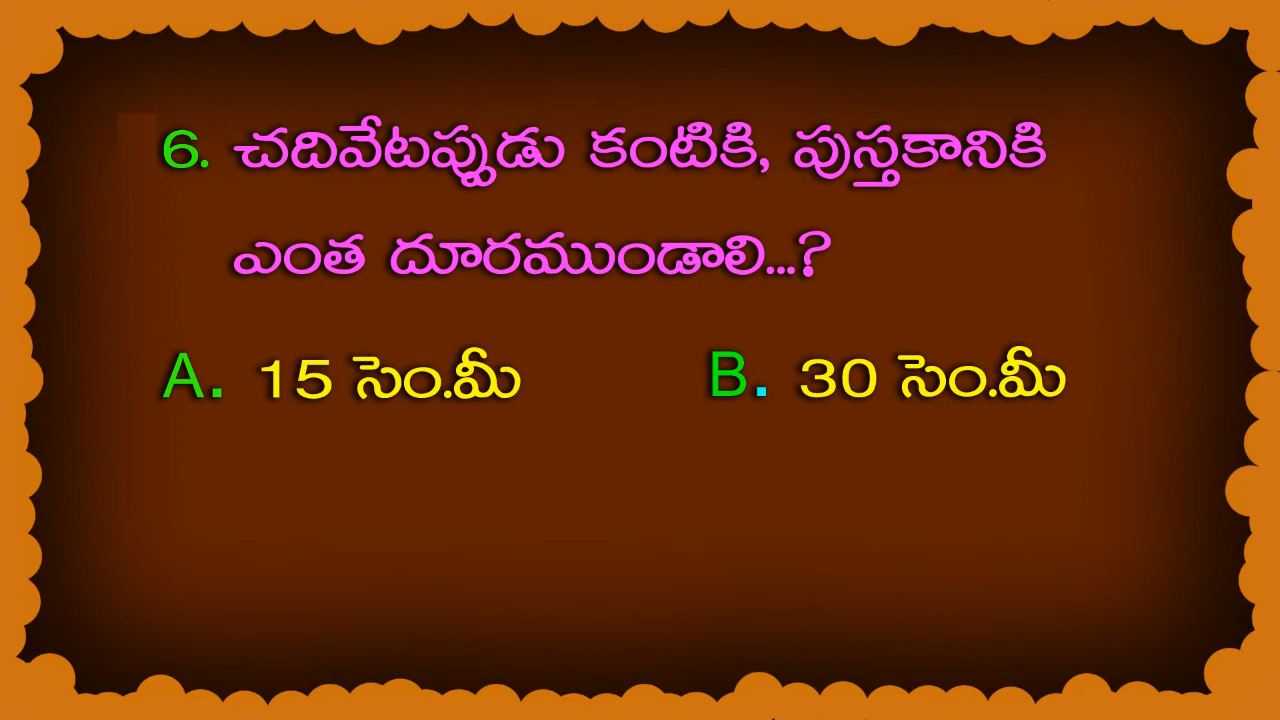 6. చదివేటప్పుడు కంటికి, పుస్తకానికి
ఎంత దూరముండాలి...?
A. 15 సెం.మీ B. 30 సెం.మీ